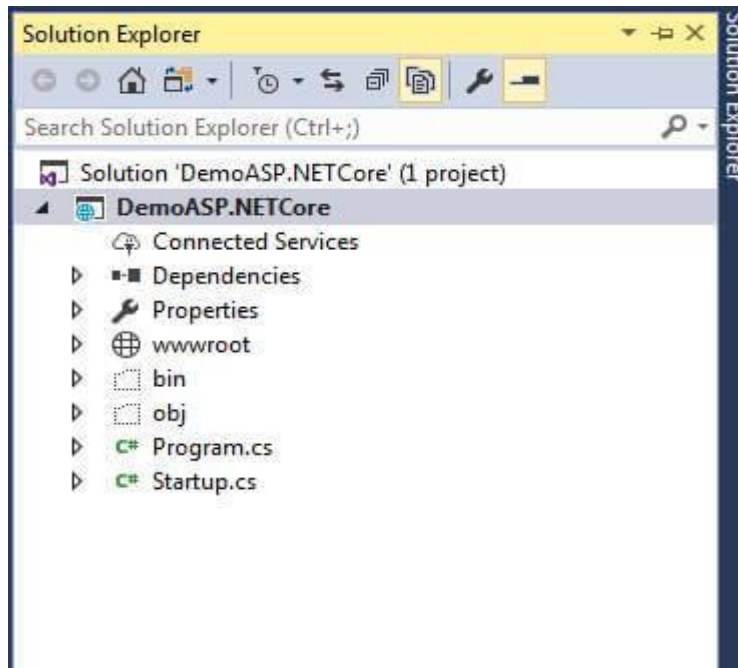 Solution Explorer
Search Solution Explorer (Ctrl+;)
Solution 'DemoASP.NETCore' (1 project)
DemoASP.NETCore
Connected Services
Dependencies
Properties
wwwroot
bin
obj
C# Program.cs
C# Startup.cs
Solution Explorer